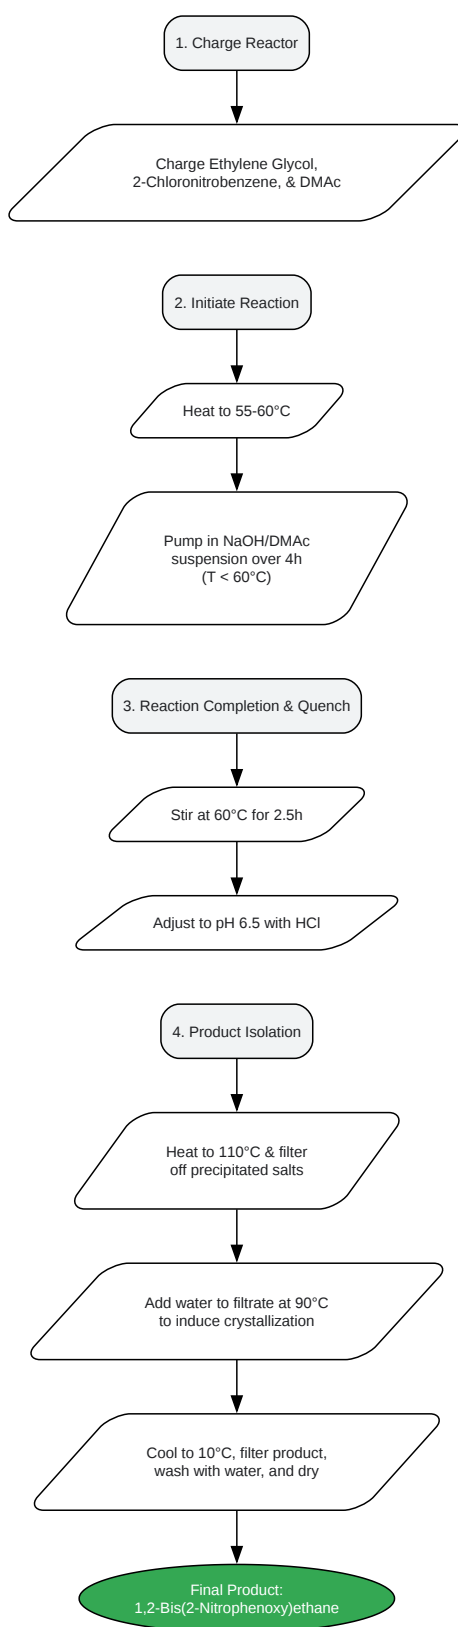 1. Charge Reactor
Charge Ethylene Glycol,
2-Chloronitrobenzene, & DMAc
2. Initiate Reaction
Heat to 55-60°C
Pump in NaOH/DMAc
suspension over 4h
(T < 60°C)
3. Reaction Completion & Quench
Stir at 60°C for 2.5h
Adjust to pH 6.5 with HCl
4. Product Isolation
Heat to 110°C & filter
off precipitated salts
Add water to filtrate at 90°C
to induce crystallization
Cool to 10°C, filter product,
wash with water, and dry
Final Product:
1,2-Bis(2-Nitrophenoxy)ethane